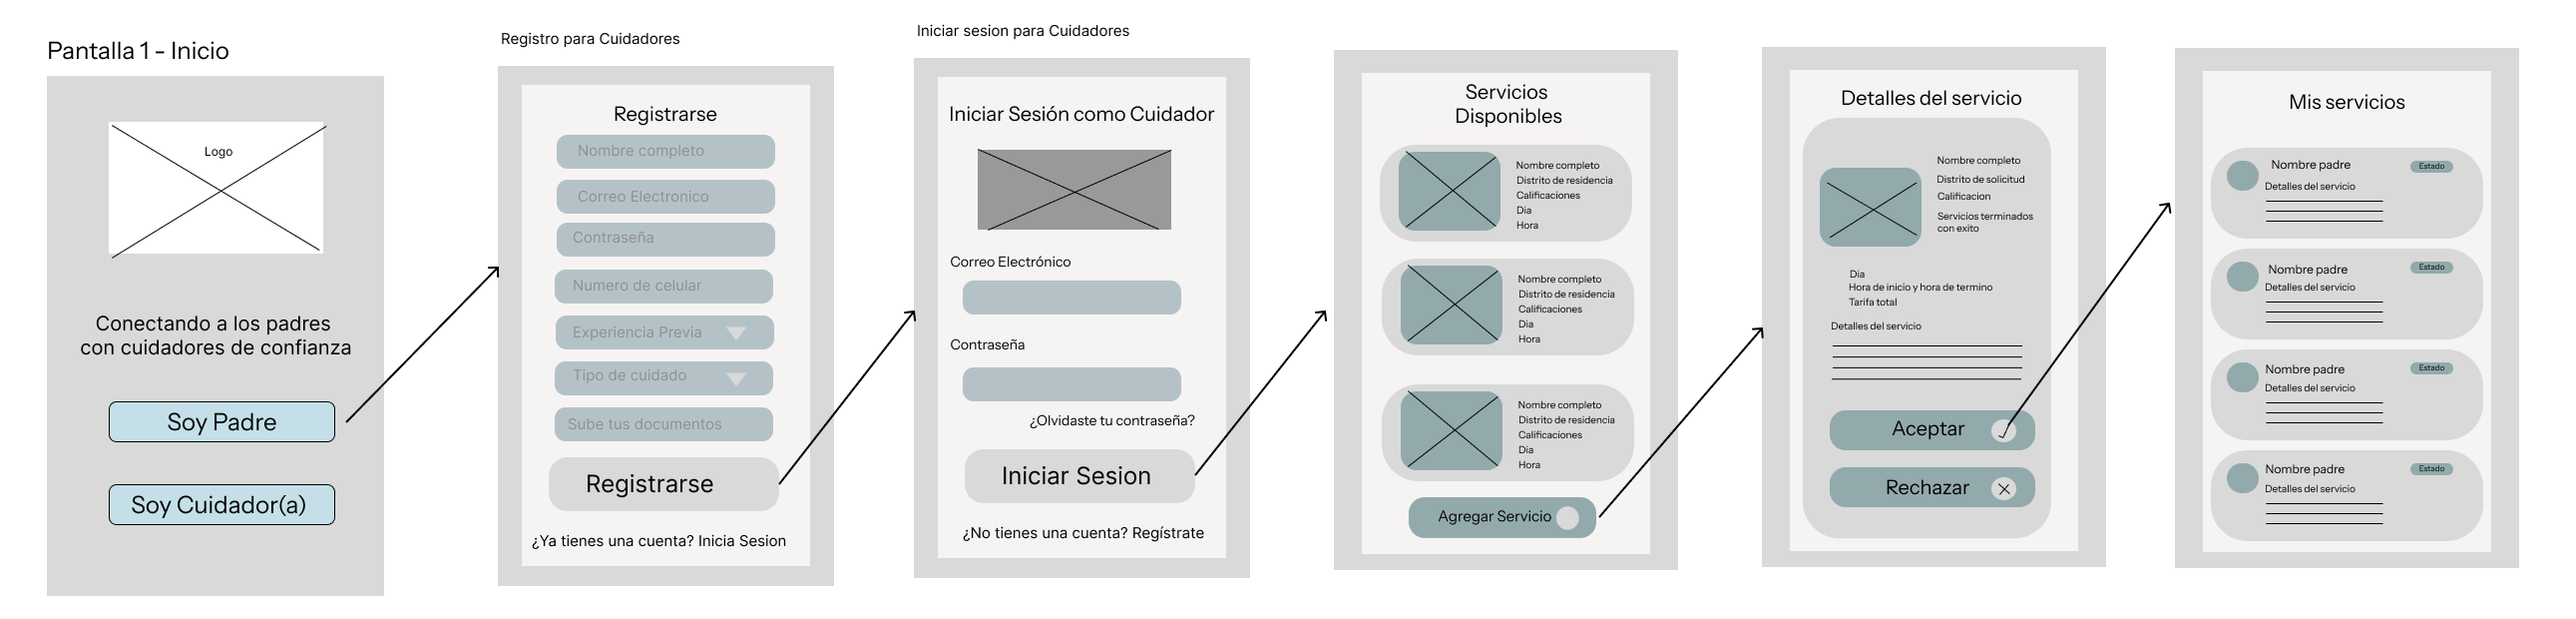 Pantalla 1 - Inicio
Logo
Conectando a los padres
con cuidadores de confianza
Soy Padre
Soy Cuidador(a)
Registro para Cuidadores
Registrarse
Nombre completo
Correo Electronico
Contraseña
Numero de celular
Experiencia Previa
Tipo de cuidado
Sube tus documentos
Registrarse
¿Ya tienes una cuenta? Inicia Sesion
Iniciar sesion para Cuidadores
Iniciar Sesión como Cuidador
Correo Electrónico
Contraseña
¿Olvidaste tu contraseña?
Iniciar Sesion
¿No tienes una cuenta? Regístrate
Servicios
Disponibles
Nombre completo
Distrito de residencia
Calificaciones
Dia
Hora
Nombre completo
Distrito de residencia
Calificaciones
Dia
Hora
Nombre completo
Distrito de residencia
Calificaciones
Dia
Hora
Agregar Servicio
Detalles del servicio
Nombre completo
Distrito de solicitud
Calificacion
Servicios terminados
con exito
Dia
Hora de inicio y hora de termino
Tarifa total
Detalles del servicio
Aceptar
Rechazar
Mis servicios
Nombre padre
Estado
Detalles del servicio
Nombre padre
Estado
Detalles del servicio
Nombre padre
Estado
Detalles del servicio
Nombre padre
Estado
Detalles del servicio